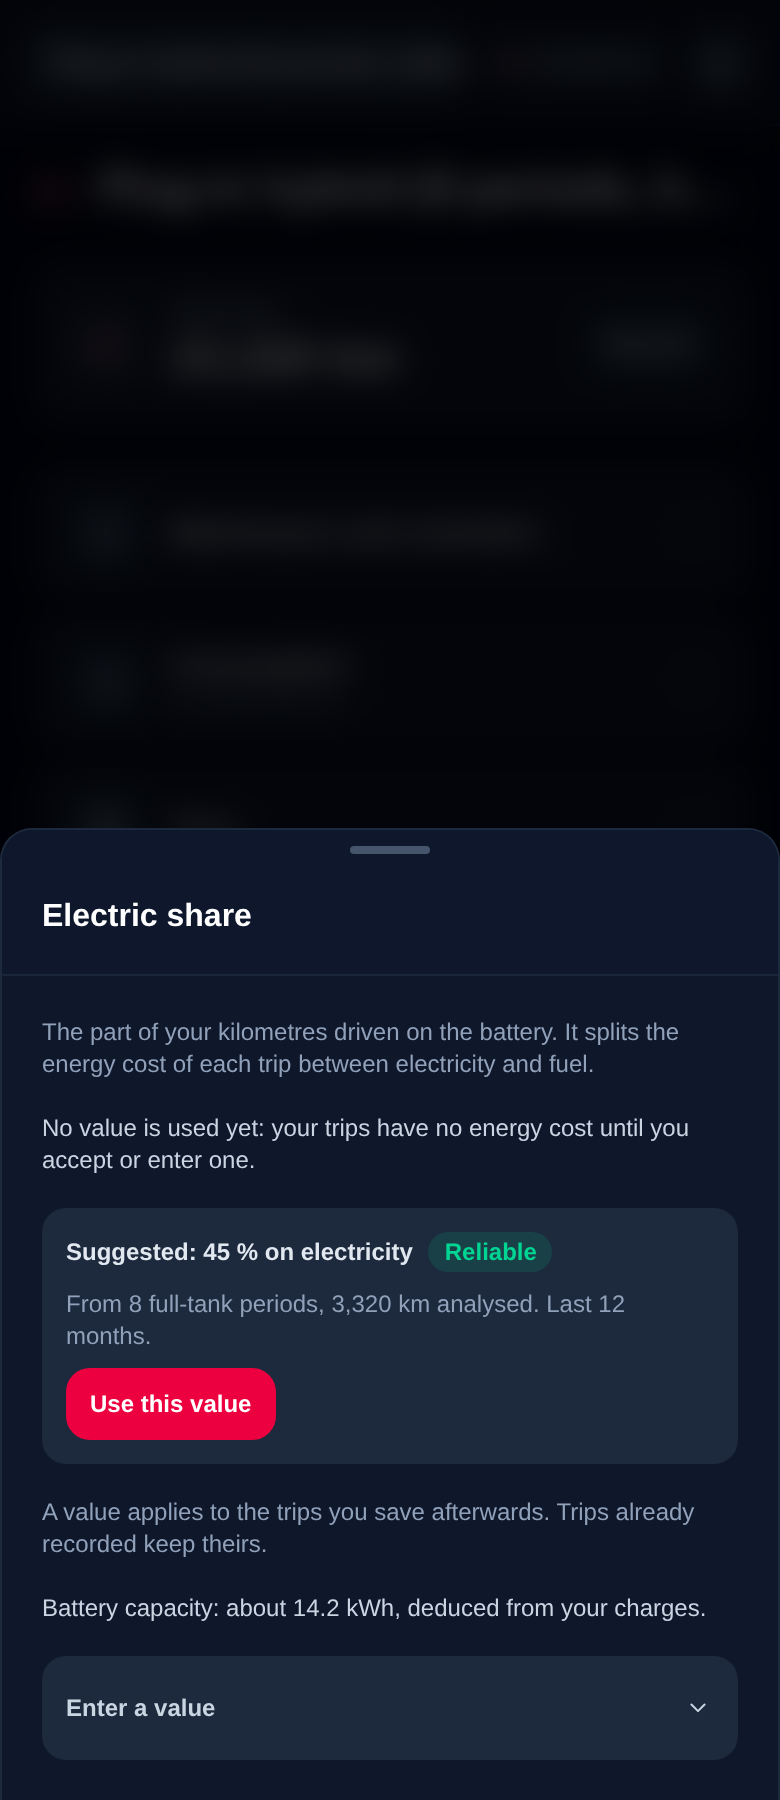 Electric share
The part of your kilometres driven on the battery. It splits the
energy cost of each trip between electricity and fuel.
No value is used yet: your trips have no energy cost until you
accept or enter one.
Suggested: 45 % on electricity Reliable
From 8 full-tank periods, 3,320 km analysed. Last 12
months.
Use this value
A value applies to the trips you save afterwards. Trips already
recorded keep theirs.
Battery capacity: about 14.2 kWh, deduced from your charges.
Enter a value